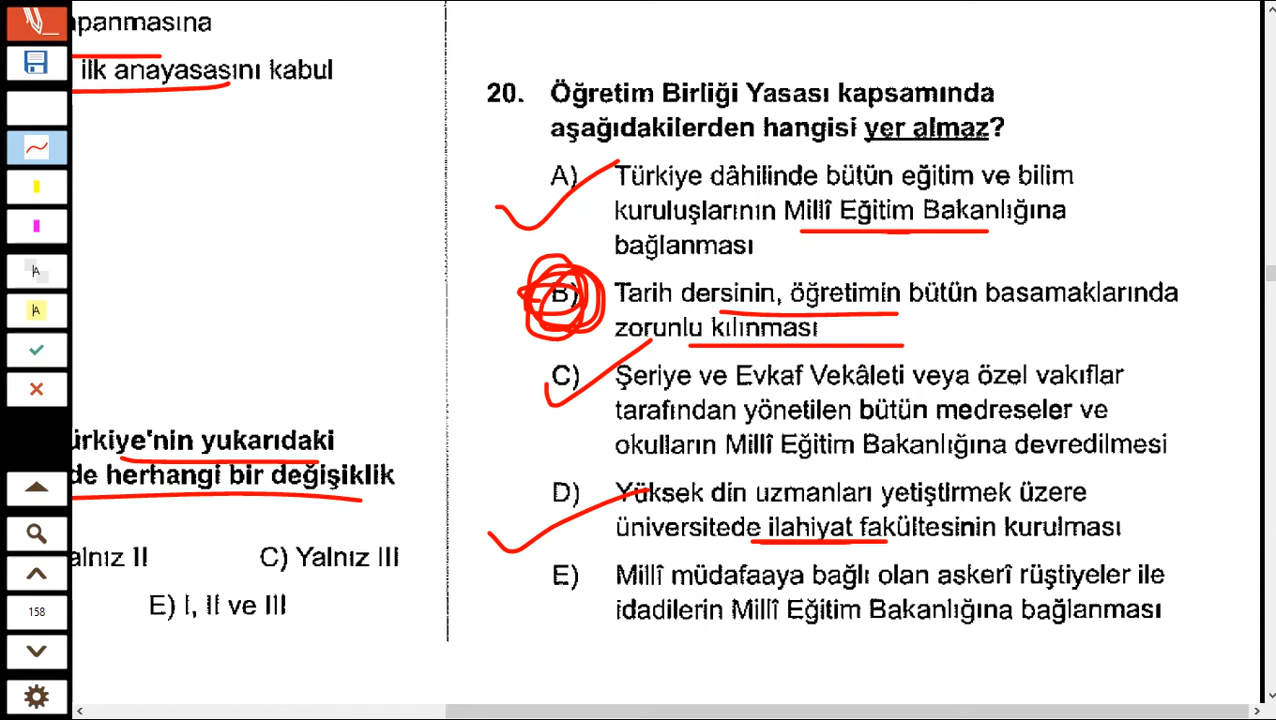 apanmasına
ilk anayasasını kabul
ürkiye'nin yukarıdaki
de herhangi bir değişiklik
alnız II C) Yalnız III
E) I, II ve III
20. Öğretim Birliği Yasası kapsamında
aşağıdakilerden hangisi yer almaz?
A) Türkiye dâhilinde bütün eğitim ve bilim
kuruluşlarının Millî Eğitim Bakanlığına
bağlanması
B) Tarih dersinin, öğretimin bütün basamaklarında
zorunlu kılınması
C) Şeriye ve Evkaf Vekâleti veya özel vakıflar
tarafından yönetilen bütün medreseler ve
okulların Millî Eğitim Bakanlığına devredilmesi
D) Yüksek din uzmanları yetiştirmek üzere
üniversitede ilahiyat fakültesinin kurulması
E) Millî müdafaaya bağlı olan askerî rüştiyeler ile
idadilerin Millî Eğitim Bakanlığına bağlanması
A
A
158